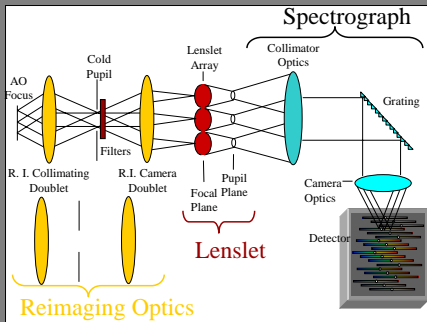 Spectrograph
Collimator
Optics
Lenslet
Array
Cold
Pupil
AO
Focus
Grating
Filters
R. I. Collimating
Doublet
R.I. Camera
Doublet
Pupil
Plane
Focal
Plane
Camera
Optics
Detector
Lenslet
Reimaging Optics